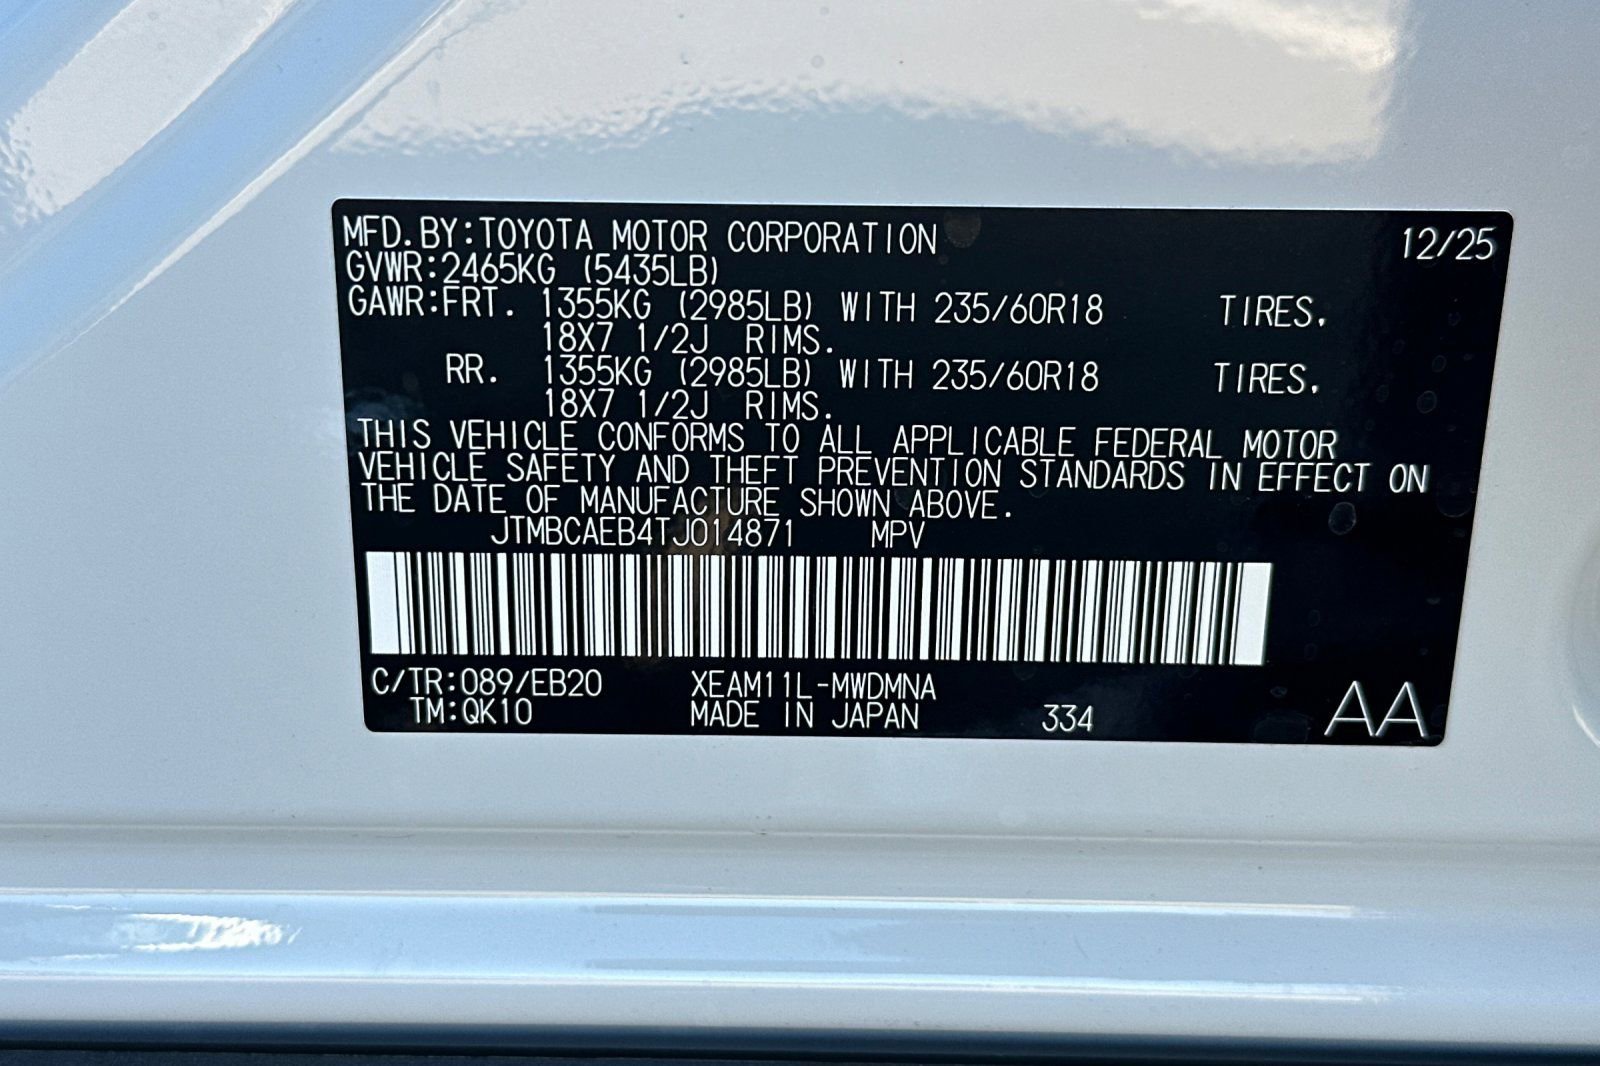 MFD.BY:TOYOTA MOTOR CORPORATION 12/25
GVWR:2465KG (5435LB)
GAWR:FRT. 1355KG (2985LB) WITH 235/60R18 TIRES.
18X7 1/2J RIMS.
RR. 1355KG (2985LB) WITH 235/60R18 TIRES.
18X7 1/2J RIMS.
THIS VEHICLE CONFORMS TO ALL APPLICABLE FEDERAL MOTOR
VEHICLE SAFETY AND THEFT PREVENTION STANDARDS IN EFFECT ON
THE DATE OF MANUFACTURE SHOWN ABOVE.
JTMBCAEB4TJ014871 MPV
C/TR:089/EB20 XEAM11L-MWDMNA
TM:QK10 MADE IN JAPAN 334 AA